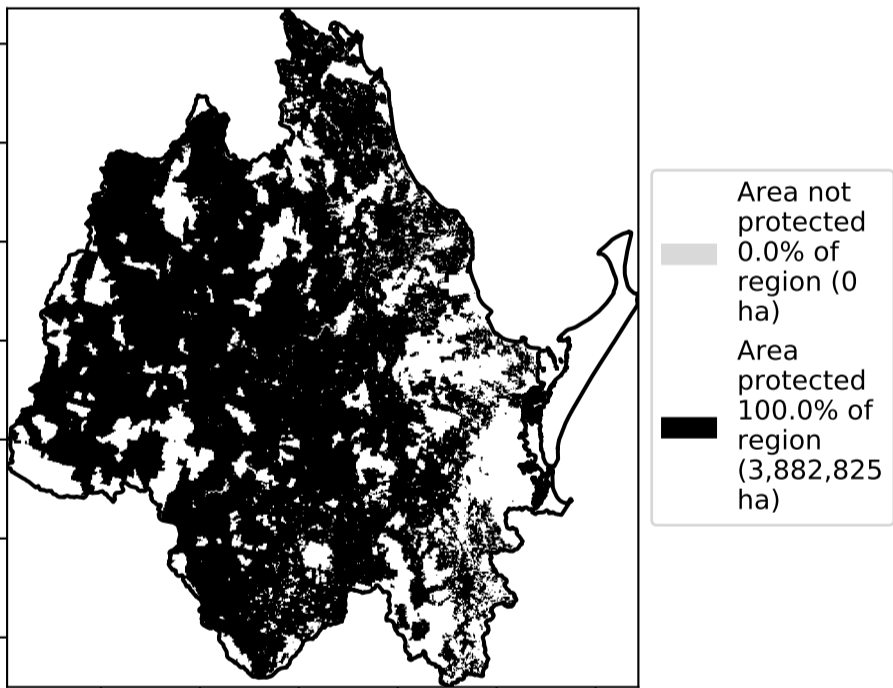 Area not
protected
0.0% of
region (0
ha)
Area
protected
100.0% of
region
(3,882,825
ha)